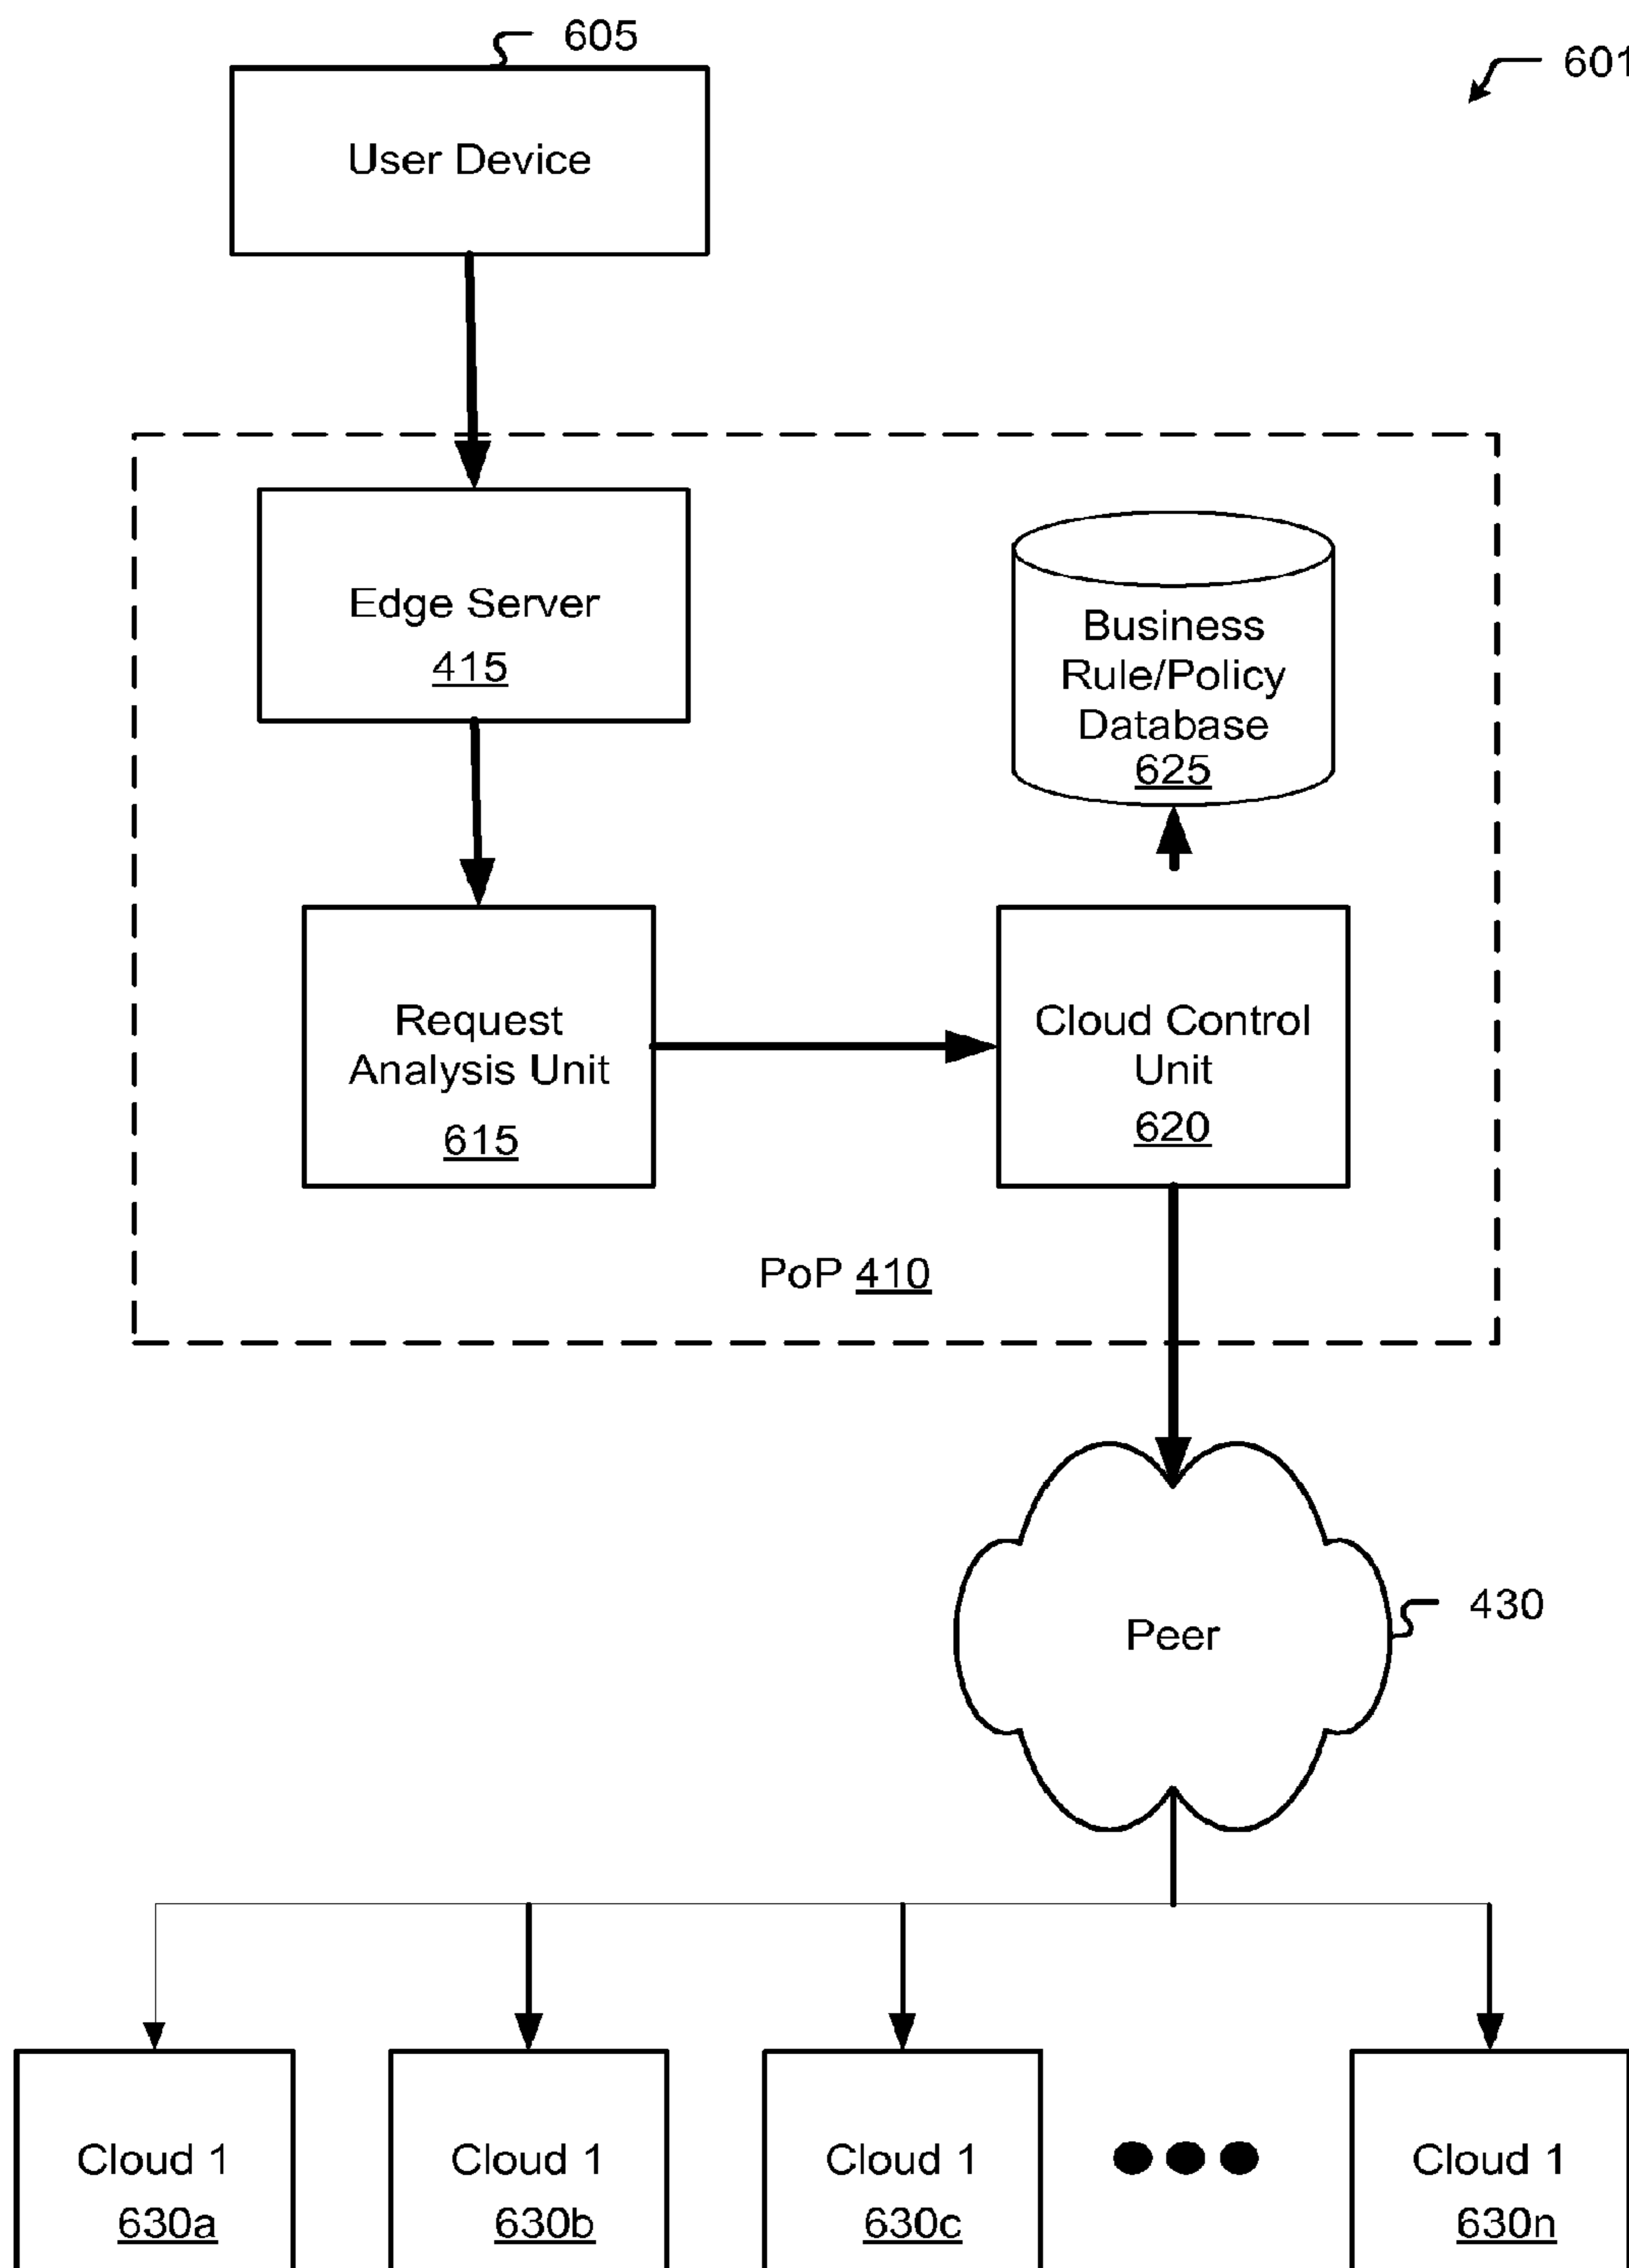 605
601
User Device
Edge Server
415
Business
Rule/Policy
Database
625
Request
Analysis Unit
615
Cloud Control
Unit
620
PoP 410
430
Peer
Cloud 1
630a
Cloud 1
630b
Cloud 1
630c
Cloud 1
630n